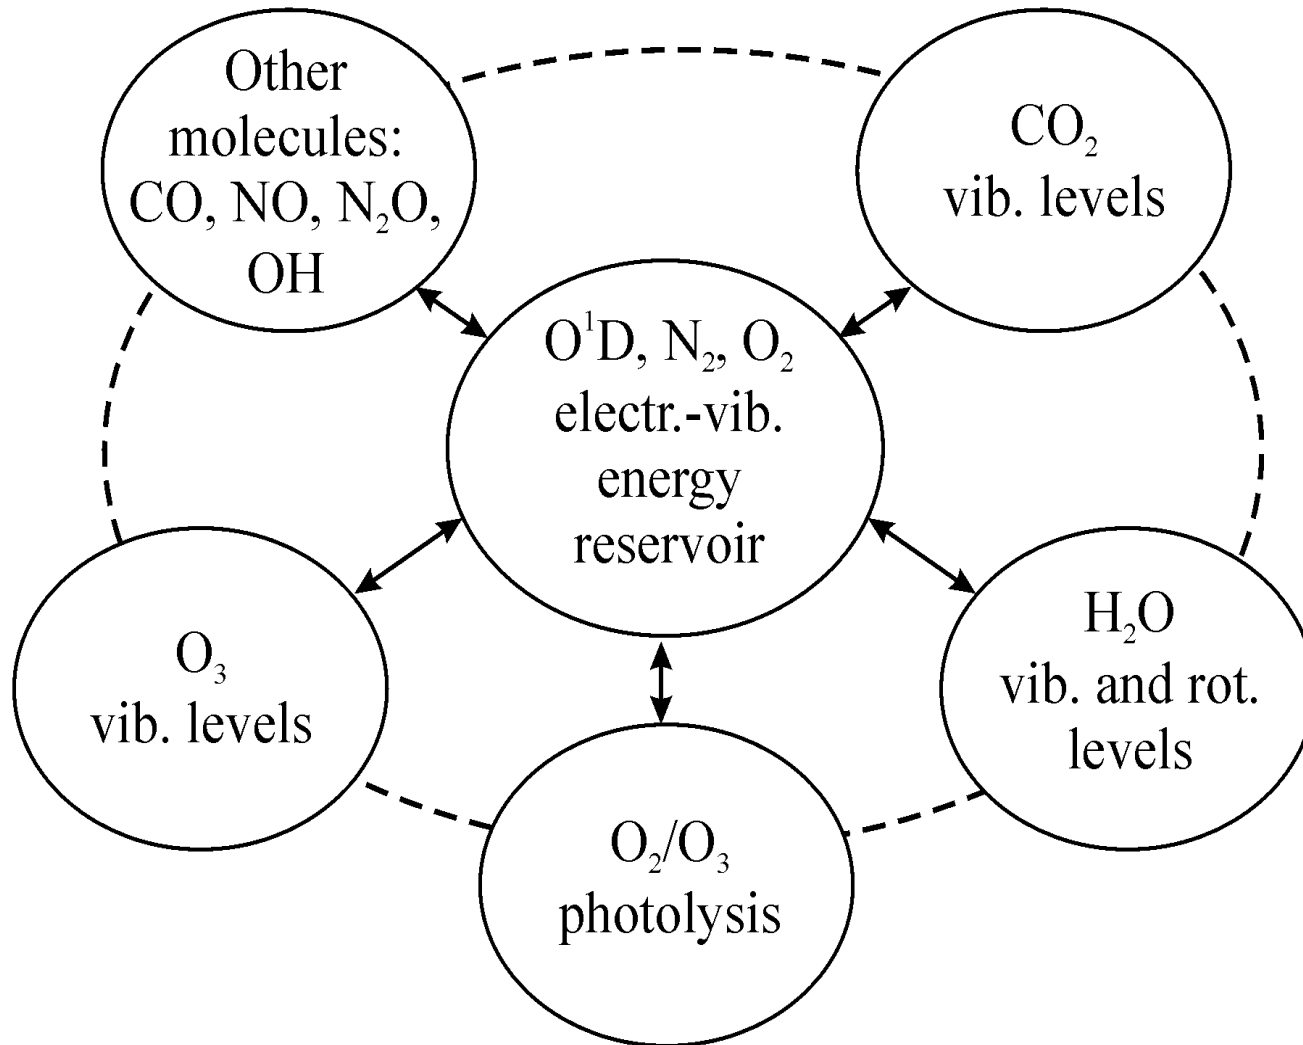 Other
molecules:
CO, NO, N₂O,
OH
CO₂
vib. levels
O¹D, N₂, O₂
electr.-vib.
energy
reservoir
O₃
vib. levels
H₂O
vib. and rot.
levels
O₂/O₃
photolysis